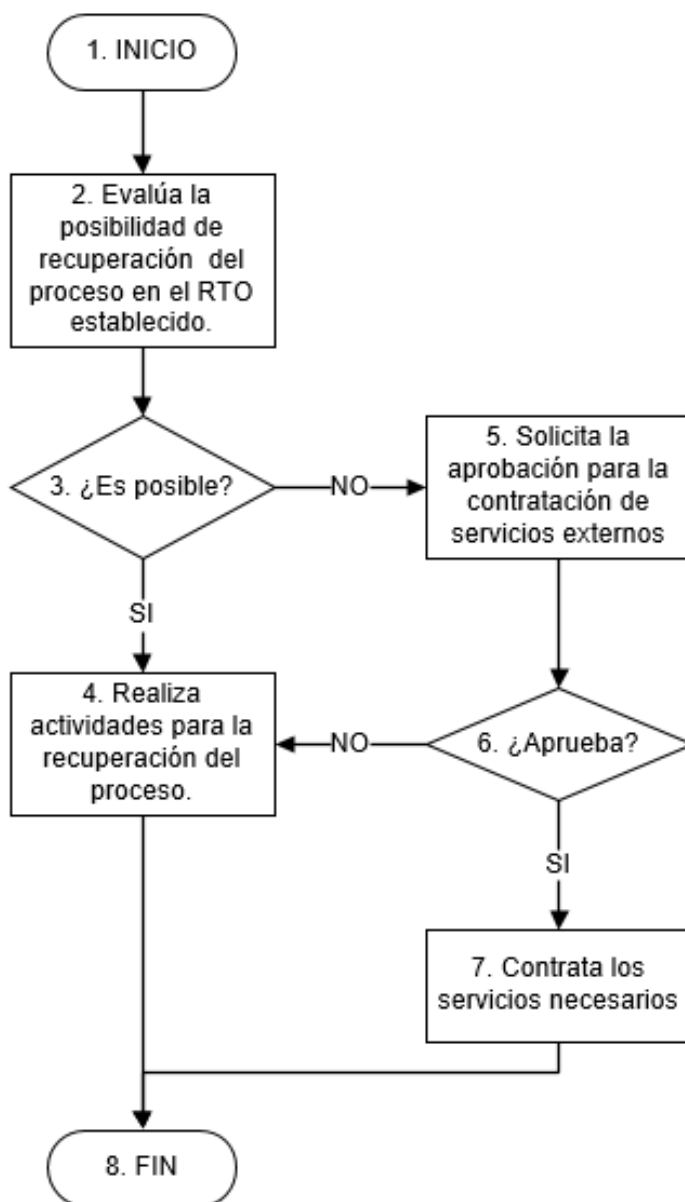 1. INICIO
2. Evalúa la
posibilidad de
recuperación del
proceso en el RTO
establecido.
3. ¿Es posible?
NO
5. Solicita la
aprobación para la
contratación de
servicios externos
SI
4. Realiza
actividades para la
recuperación del
proceso.
NO
6. ¿Aprueba?
SI
7. Contrata los
servicios necesarios
8. FIN